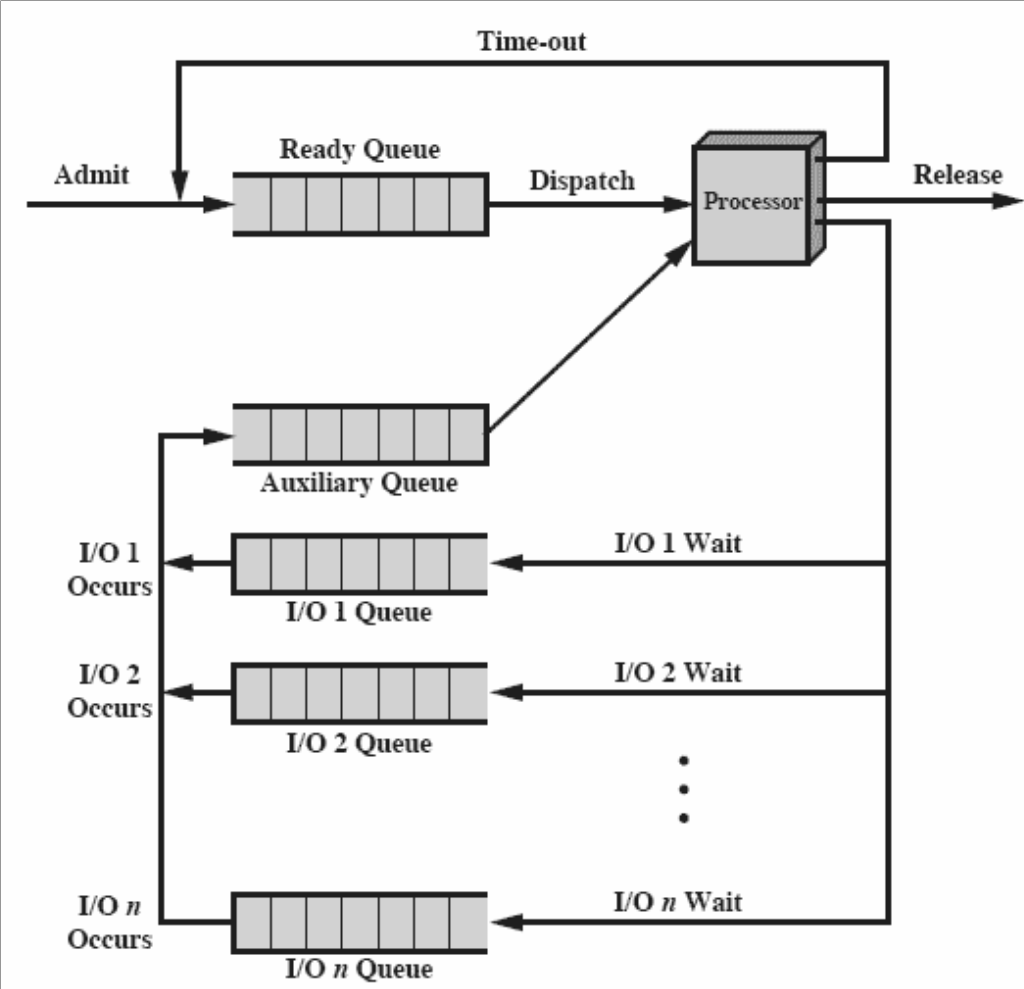 Time-out
Ready Queue
Admit
Dispatch
Processor
Release
Auxiliary Queue
I/O 1
Occurs
I/O 1 Wait
I/O 1 Queue
I/O 2
Occurs
I/O 2 Wait
I/O 2 Queue
I/O n
Occurs
I/O n Wait
I/O n Queue